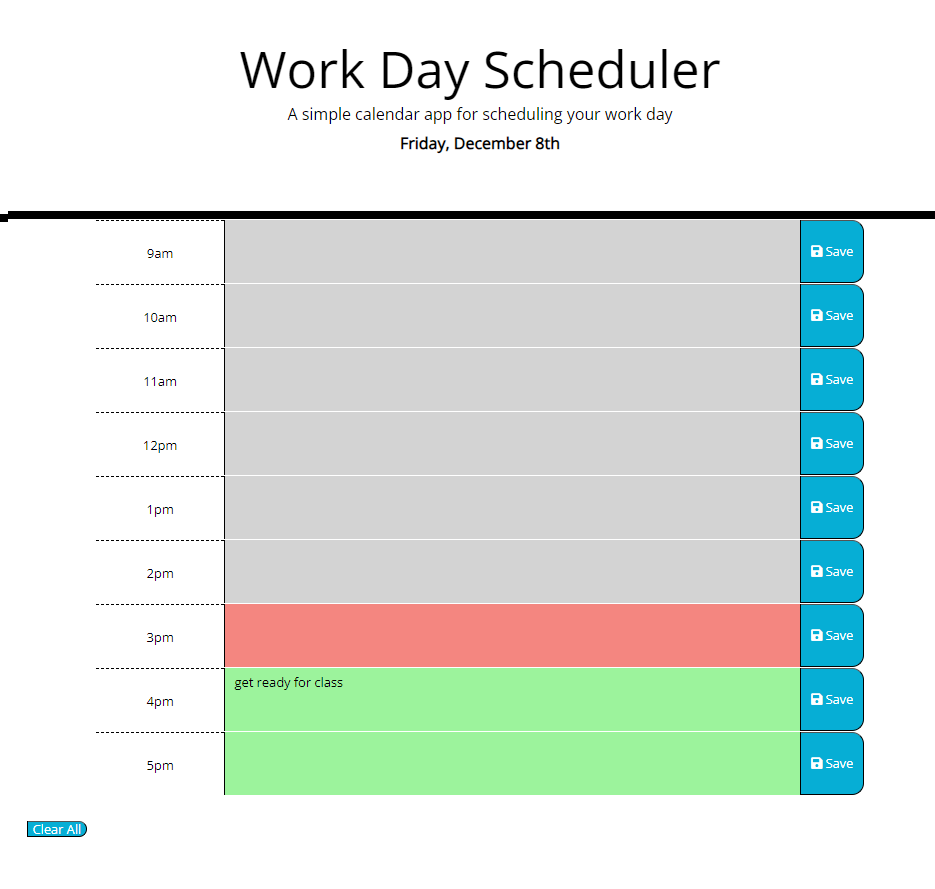 Work Day Scheduler
A simple calendar app for scheduling your work day
Friday, December 8th
9am Save
10am Save
11am Save
12pm Save
1pm Save
2pm Save
3pm Save
get ready for class
4pm Save
5pm Save
Clear All